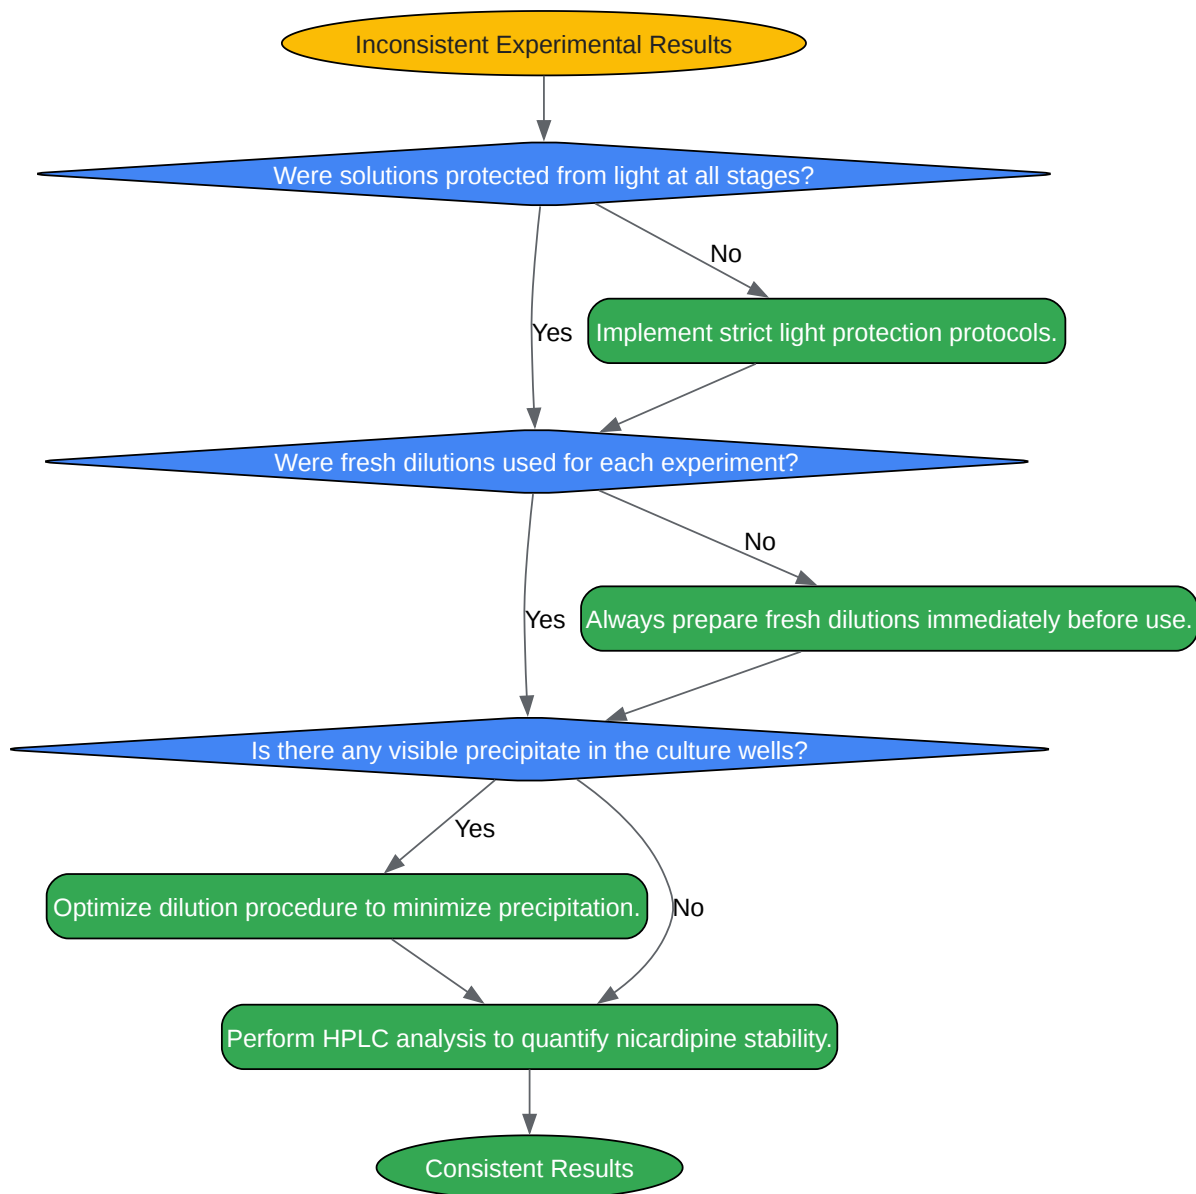 Inconsistent Experimental Results
Were solutions protected from light at all stages?
No
Yes
Implement strict light protection protocols.
Were fresh dilutions used for each experiment?
No
Yes
Always prepare fresh dilutions immediately before use.
Is there any visible precipitate in the culture wells?
Yes
Optimize dilution procedure to minimize precipitation.
No
Perform HPLC analysis to quantify nicardipine stability.
Consistent Results